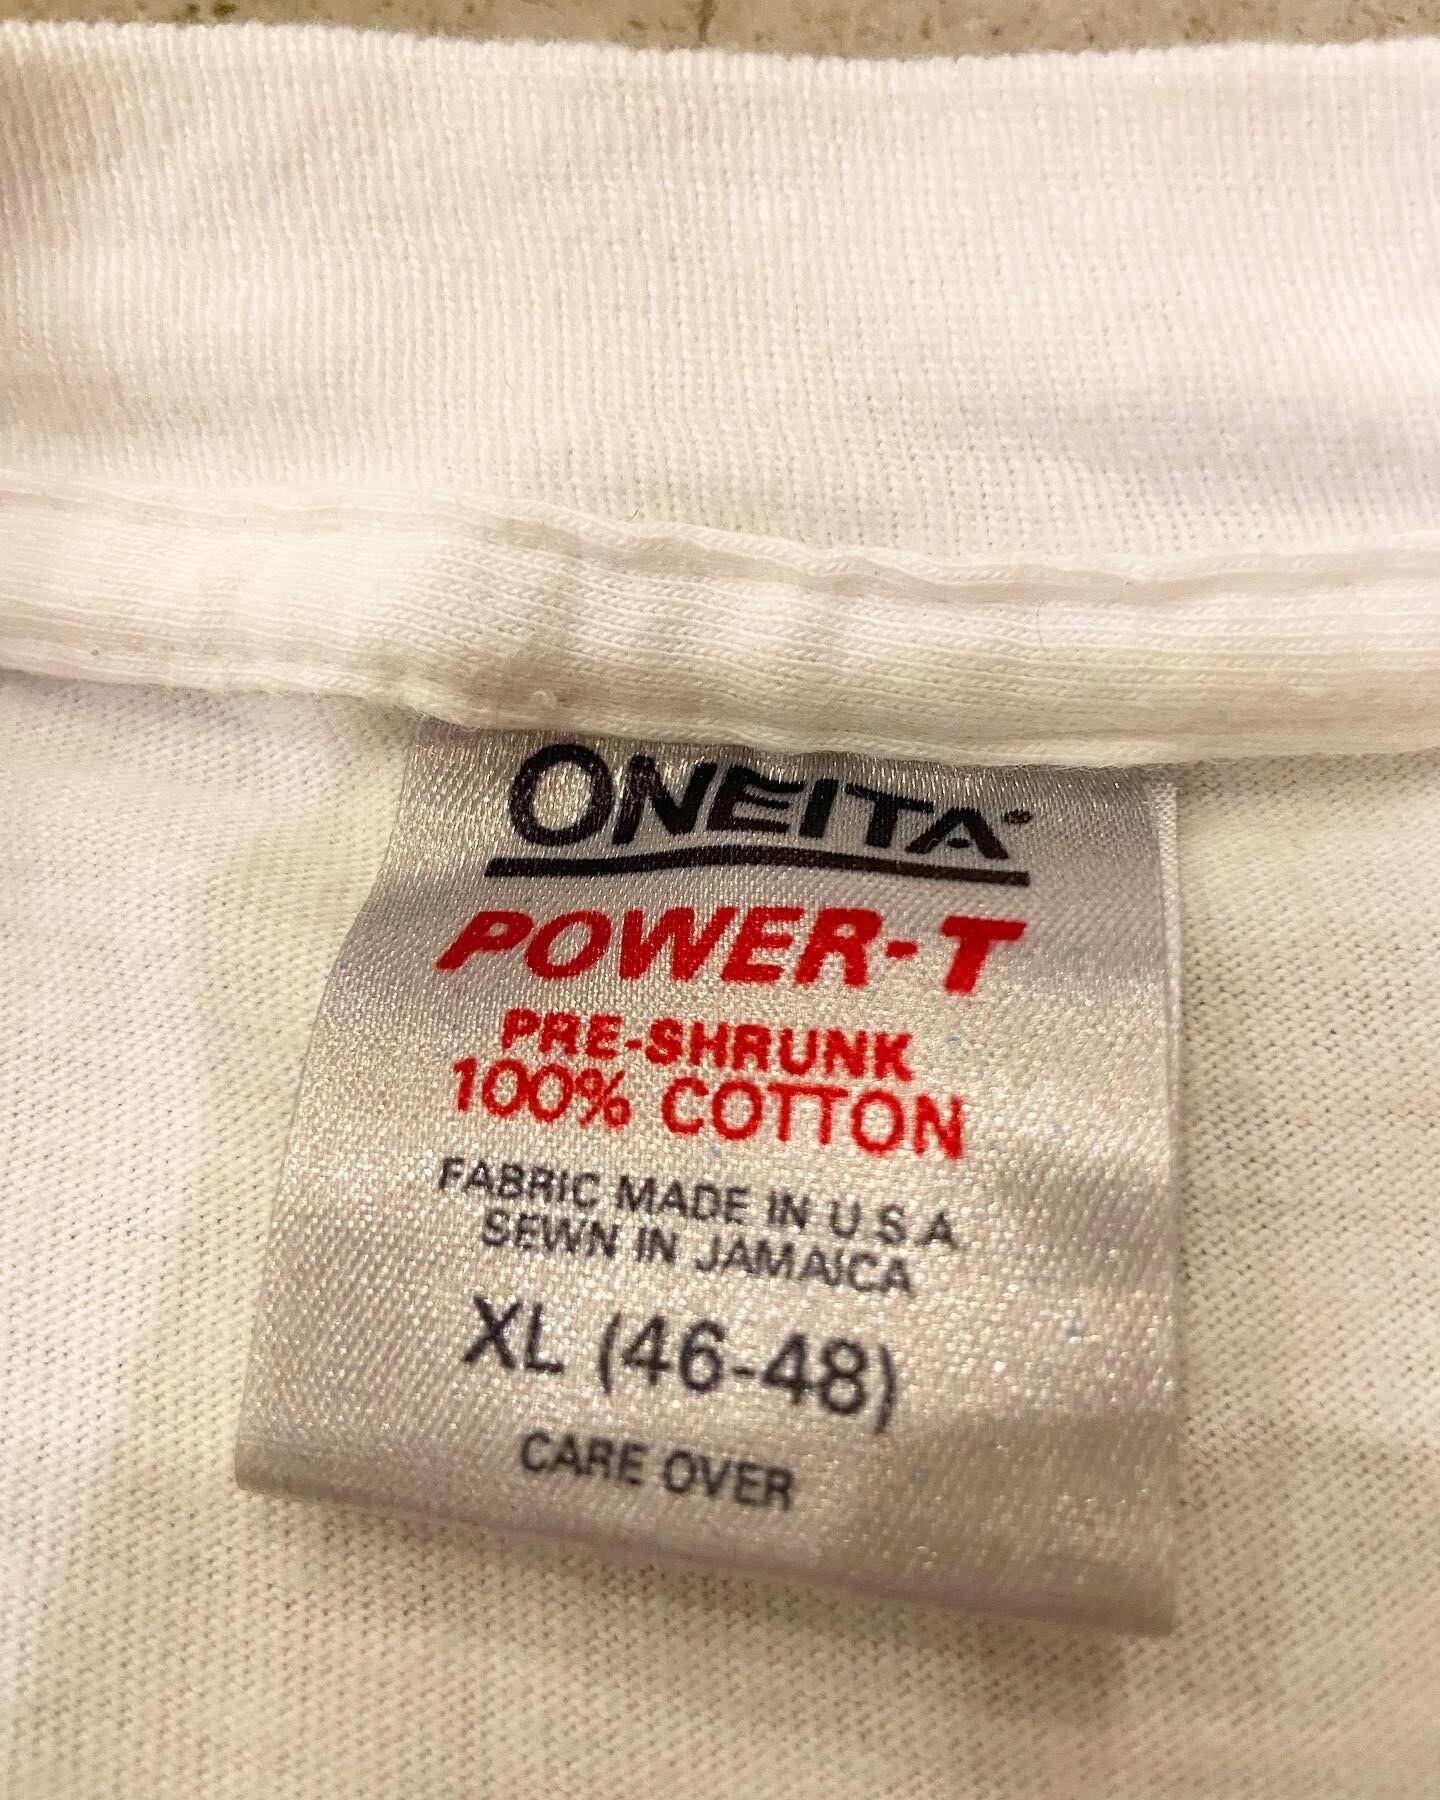 ONEITA
POWER-T
PRE-SHRUNK
100% COTTON
FABRIC MADE IN U.S.A
SEWN IN JAMAICA
XL (46-48)
CARE OVER